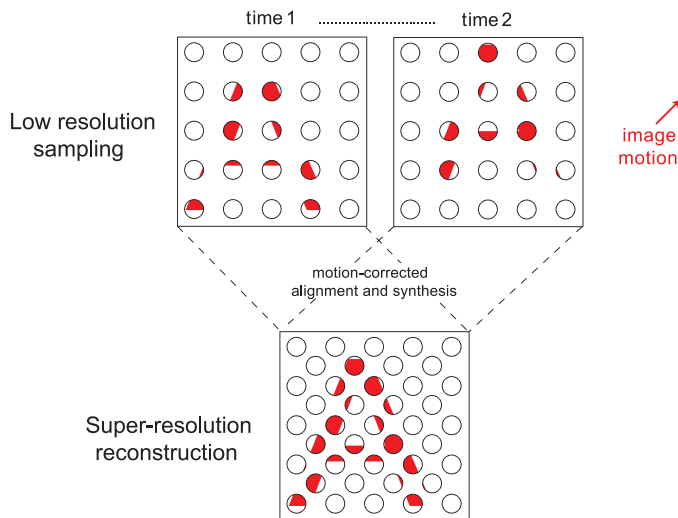 time 1 .................... time 2
Low resolution
sampling
image
motion
motion-corrected
alignment and synthesis
Super-resolution
reconstruction